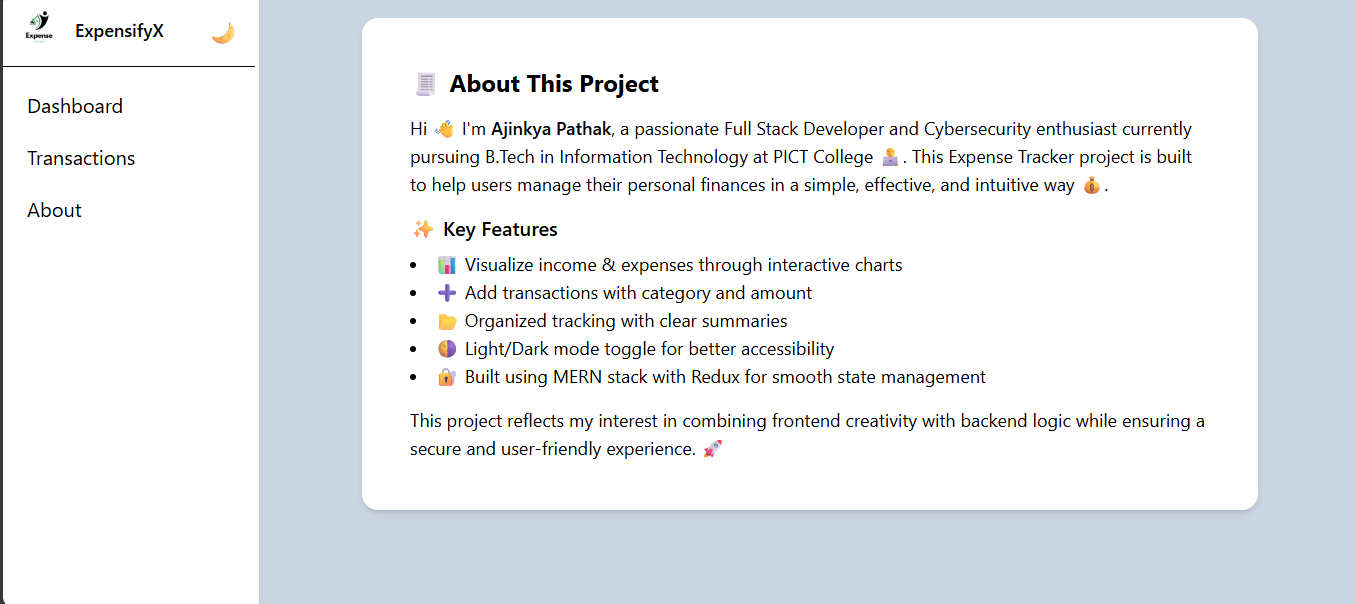 Expense
ExpensifyX 🌙
Dashboard
Transactions
About
🧾 About This Project
Hi 👋 I'm Ajinkya Pathak, a passionate Full Stack Developer and Cybersecurity enthusiast currently
pursuing B.Tech in Information Technology at PICT College 👨‍💻. This Expense Tracker project is built
to help users manage their personal finances in a simple, effective, and intuitive way 💰.
✨ Key Features
• 📊 Visualize income & expenses through interactive charts
• ➕ Add transactions with category and amount
• 📁 Organized tracking with clear summaries
• 🌗 Light/Dark mode toggle for better accessibility
• 🔐 Built using MERN stack with Redux for smooth state management
This project reflects my interest in combining frontend creativity with backend logic while ensuring a
secure and user-friendly experience. 🚀